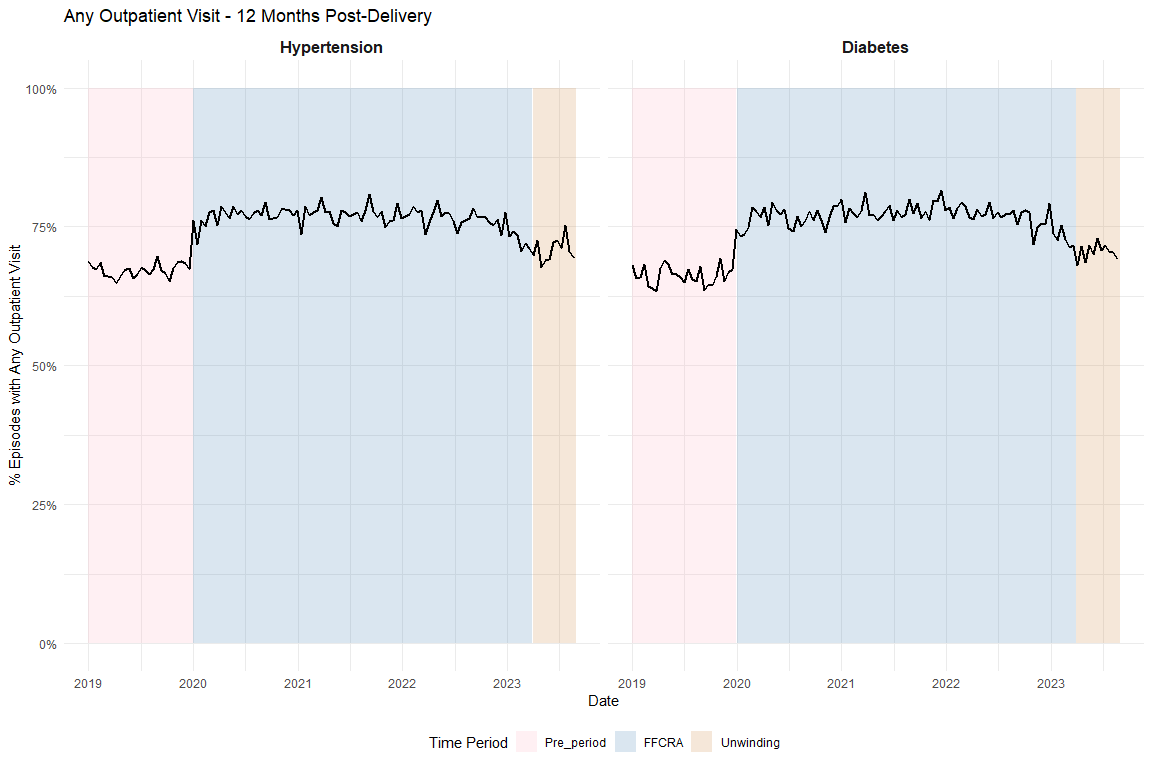 Any Outpatient Visit - 12 Months Post-Delivery
Hypertension
Diabetes
% Episodes with Any Outpatient Visit
100%
75%
50%
25%
0%
2019 2020 2021 2022 2023
2019 2020 2021 2022 2023
Date
Time Period Pre_period FFCRA Unwinding